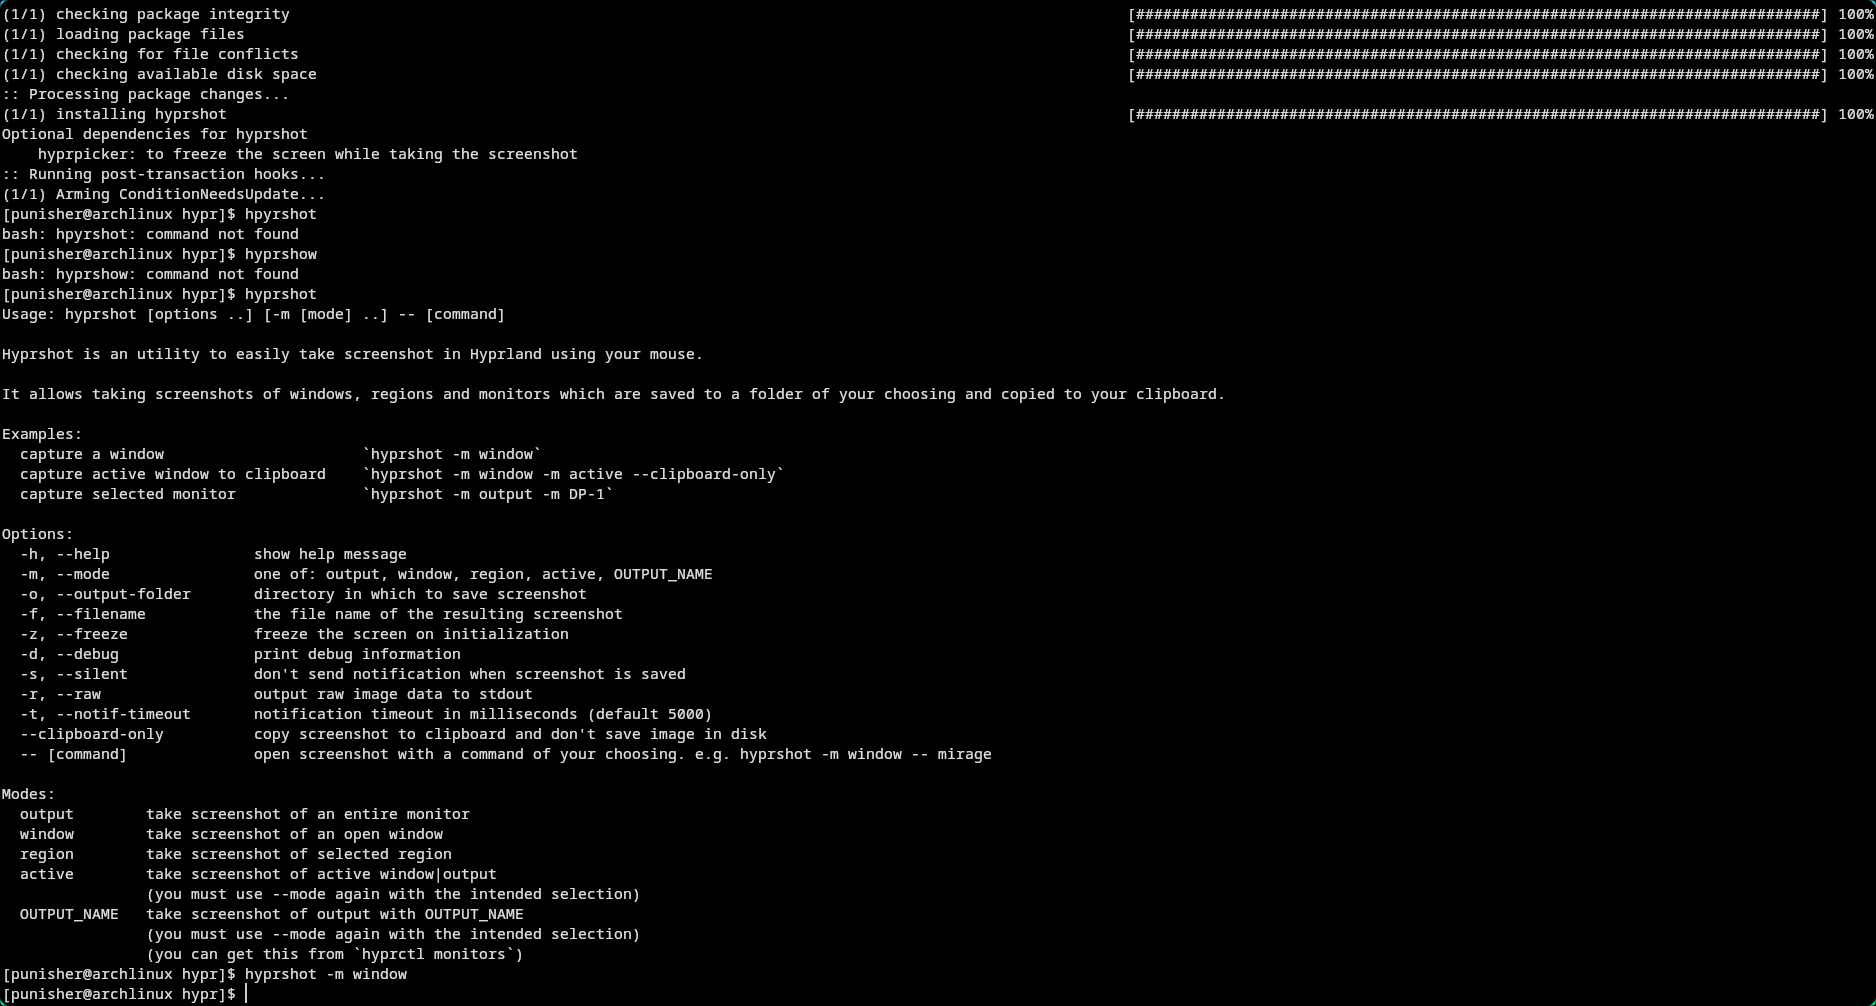 (1/1) checking package integrity [############################################################################] 100%
(1/1) loading package files [############################################################################] 100%
(1/1) checking for file conflicts [############################################################################] 100%
(1/1) checking available disk space [############################################################################] 100%
:: Processing package changes...
(1/1) installing hyprshot [############################################################################] 100%
Optional dependencies for hyprshot
    hyprpicker: to freeze the screen while taking the screenshot
:: Running post-transaction hooks...
(1/1) Arming ConditionNeedsUpdate...
[punisher@archlinux hypr]$ hpyrshot
bash: hpyrshot: command not found
[punisher@archlinux hypr]$ hyprshow
bash: hyprshow: command not found
[punisher@archlinux hypr]$ hyprshot
Usage: hyprshot [options ..] [-m [mode] ..] -- [command]

Hyprshot is an utility to easily take screenshot in Hyprland using your mouse.

It allows taking screenshots of windows, regions and monitors which are saved to a folder of your choosing and copied to your clipboard.

Examples:
  capture a window                      `hyprshot -m window`
  capture active window to clipboard    `hyprshot -m window -m active --clipboard-only`
  capture selected monitor              `hyprshot -m output -m DP-1`

Options:
  -h, --help                show help message
  -m, --mode                one of: output, window, region, active, OUTPUT_NAME
  -o, --output-folder       directory in which to save screenshot
  -f, --filename            the file name of the resulting screenshot
  -z, --freeze              freeze the screen on initialization
  -d, --debug               print debug information
  -s, --silent              don't send notification when screenshot is saved
  -r, --raw                 output raw image data to stdout
  -t, --notif-timeout       notification timeout in milliseconds (default 5000)
  --clipboard-only          copy screenshot to clipboard and don't save image in disk
  -- [command]              open screenshot with a command of your choosing. e.g. hyprshot -m window -- mirage

Modes:
  output        take screenshot of an entire monitor
  window        take screenshot of an open window
  region        take screenshot of selected region
  active        take screenshot of active window|output
                (you must use --mode again with the intended selection)
  OUTPUT_NAME   take screenshot of output with OUTPUT_NAME
                (you must use --mode again with the intended selection)
                (you can get this from `hyprctl monitors`)
[punisher@archlinux hypr]$ hyprshot -m window
[punisher@archlinux hypr]$